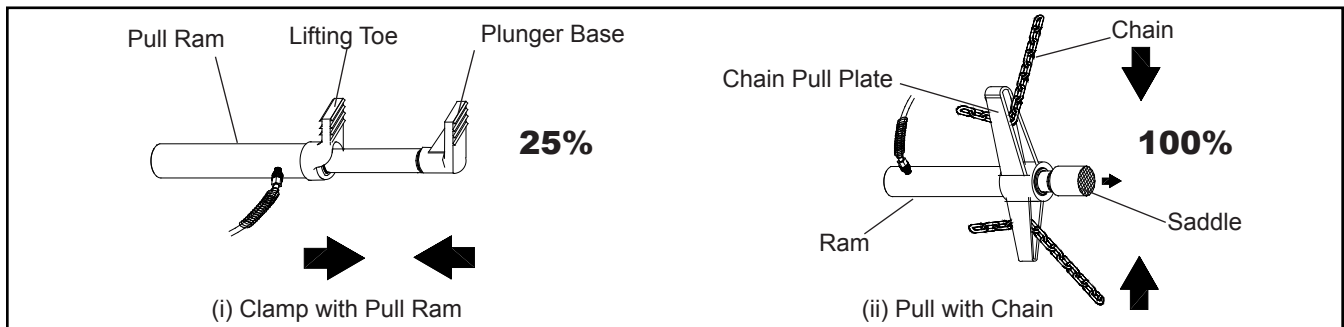 Pull Ram
Lifting Toe
Plunger Base
25%
(i) Clamp with Pull Ram
Chain
Chain Pull Plate
100%
Ram
Saddle
(ii) Pull with Chain